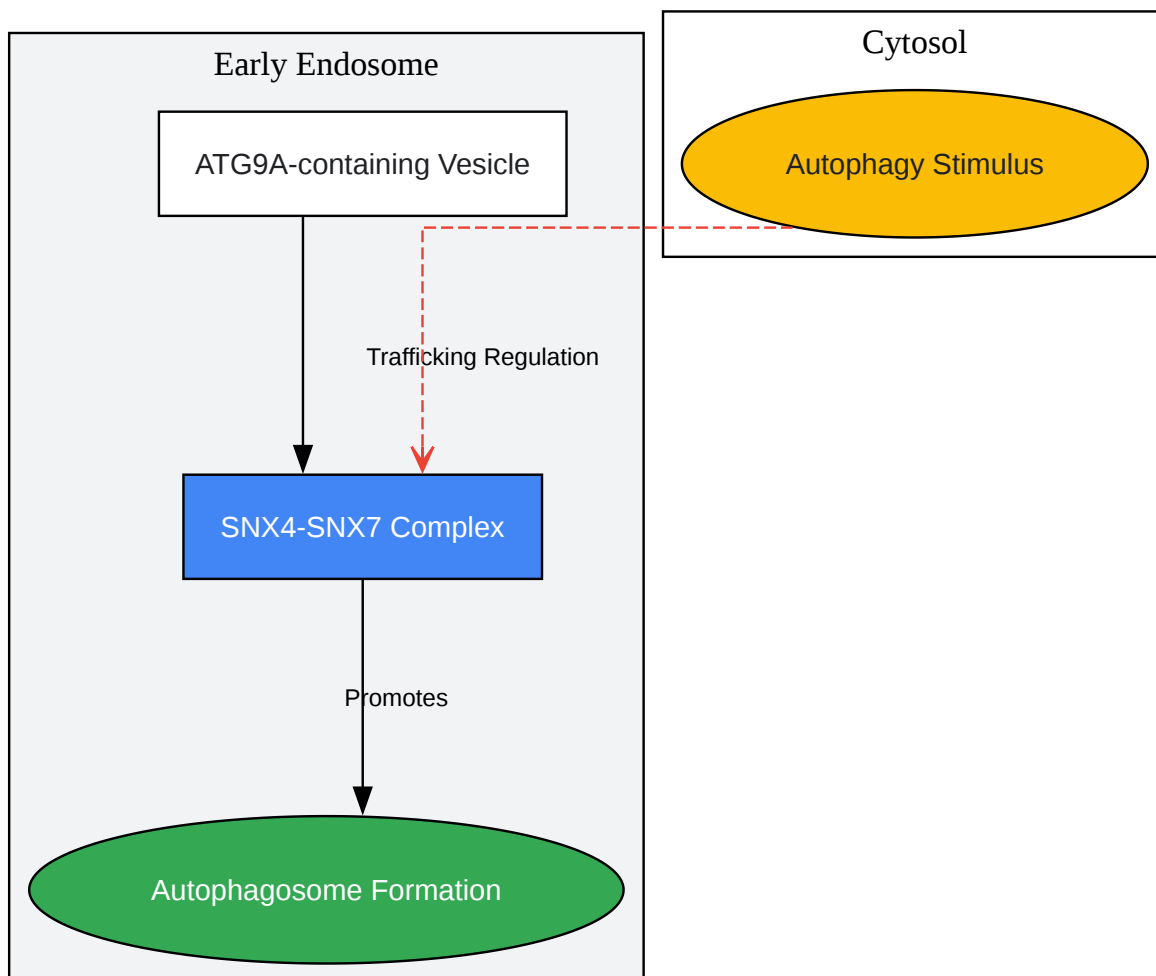 Early Endosome
Cytosol
ATG9A-containing Vesicle
Autophagy Stimulus
Trafficking Regulation
SNX4-SNX7 Complex
Promotes
Autophagosome Formation